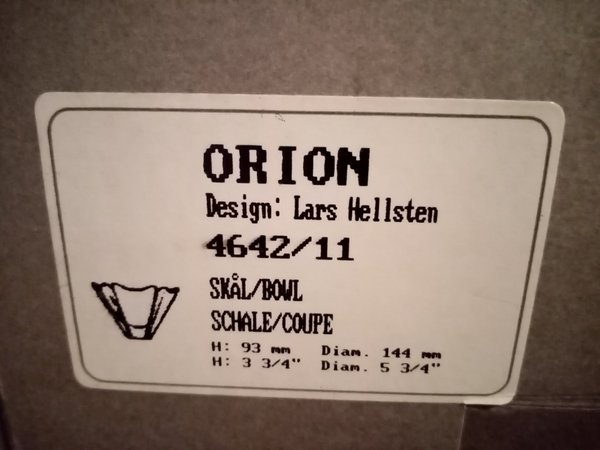 ORION
Design: Lars Hellsten
4642/11
SKÅL/BOWL
SCHALE/COUPE
H: 93 mm Diam. 144 mm
H: 3 3/4" Diam. 5 3/4"